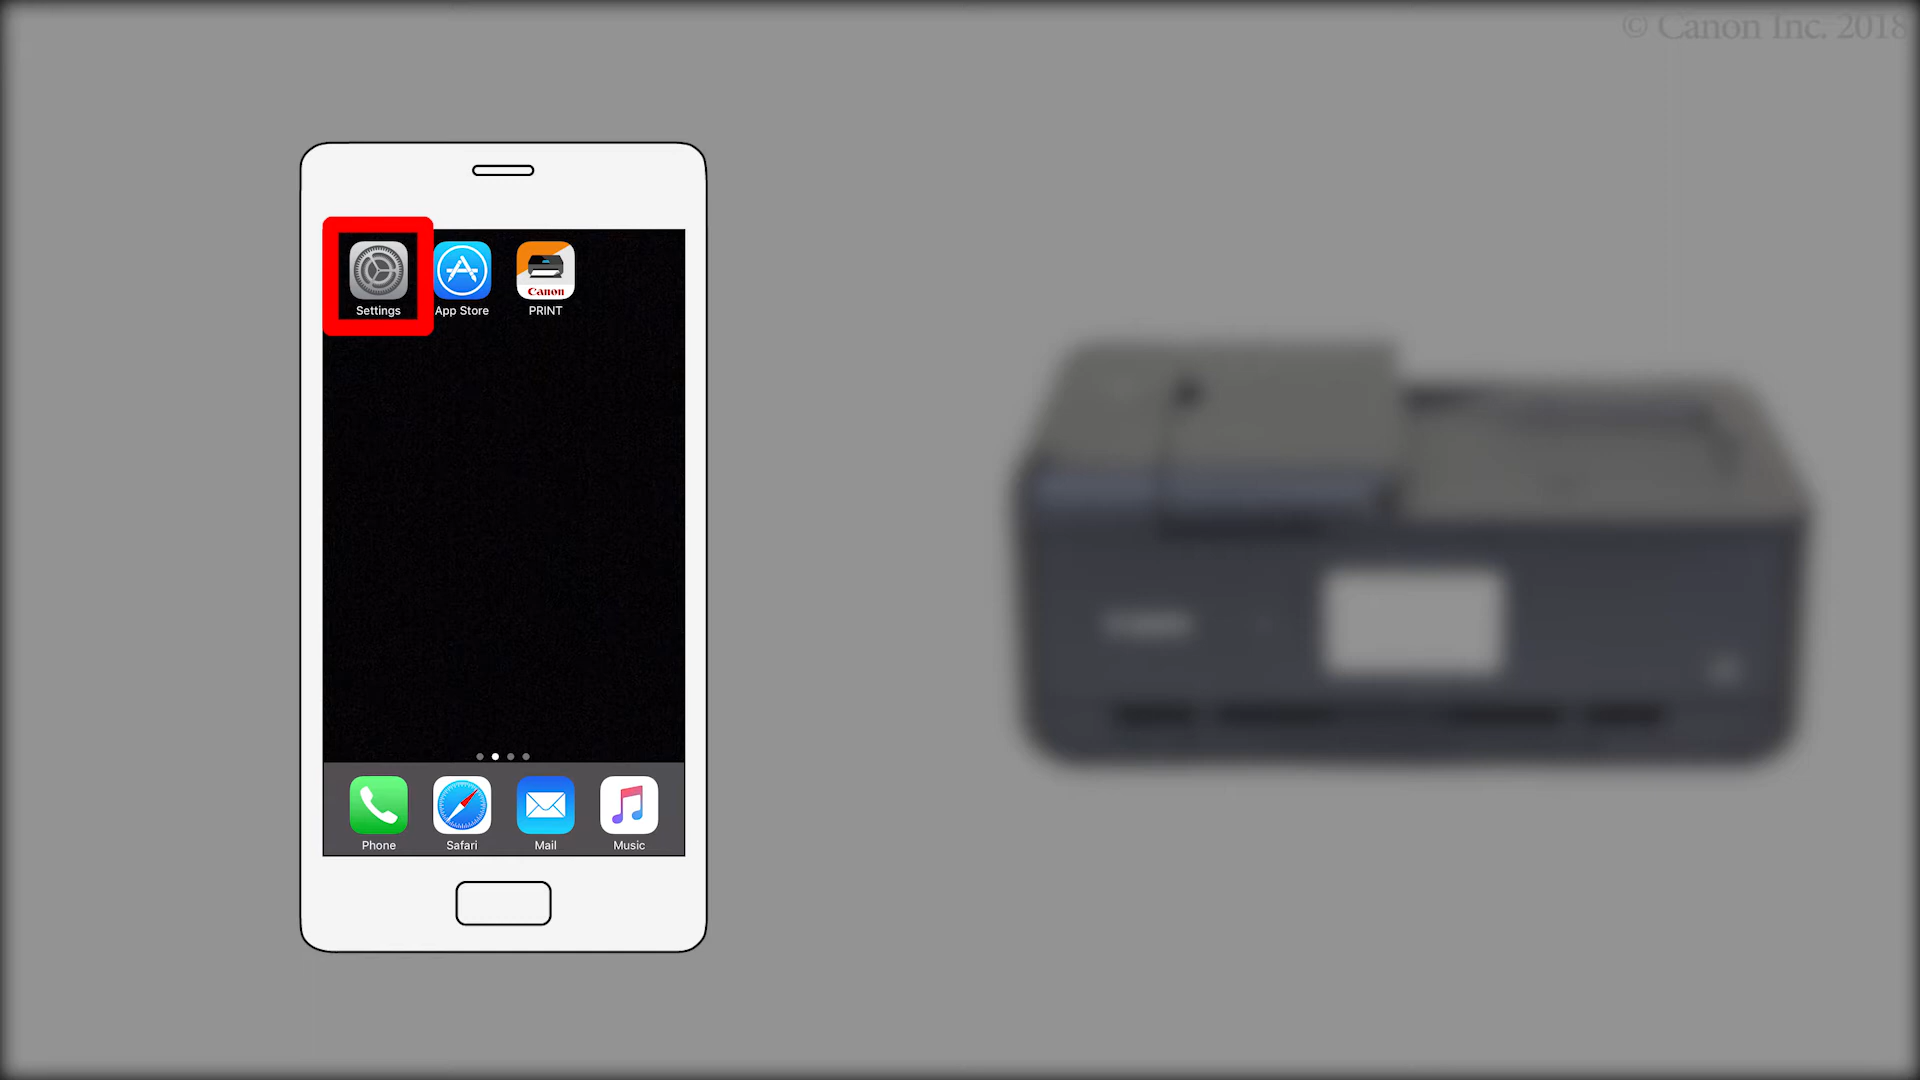 © Canon Inc. 2018
Settings
App Store
Canon
PRINT
Phone
Safari
Mail
Music